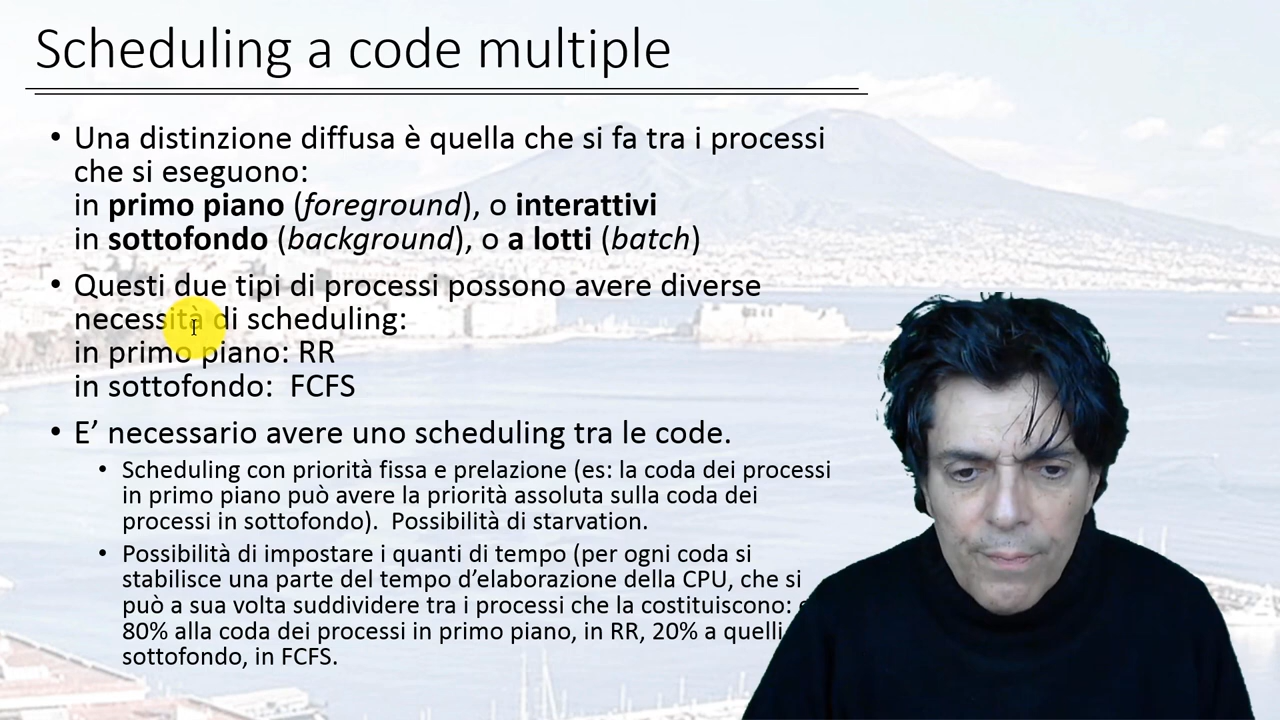 Scheduling a code multiple
• Una distinzione diffusa è quella che si fa tra i processi
che si eseguono:
in primo piano (foreground), o interattivi
in sottofondo (background), o a lotti (batch)
• Questi due tipi di processi possono avere diverse
necessità di scheduling:
in primo piano: RR
in sottofondo: FCFS
• E’ necessario avere uno scheduling tra le code.
• Scheduling con priorità fissa e prelazione (es: la coda dei processi
in primo piano può avere la priorità assoluta sulla coda dei
processi in sottofondo). Possibilità di starvation.
• Possibilità di impostare i quanti di tempo (per ogni coda si
stabilisce una parte del tempo d’elaborazione della CPU, che si
può a sua volta suddividere tra i processi che la costituiscono:
80% alla coda dei processi in primo piano, in RR, 20% a quelli
sottofondo, in FCFS.